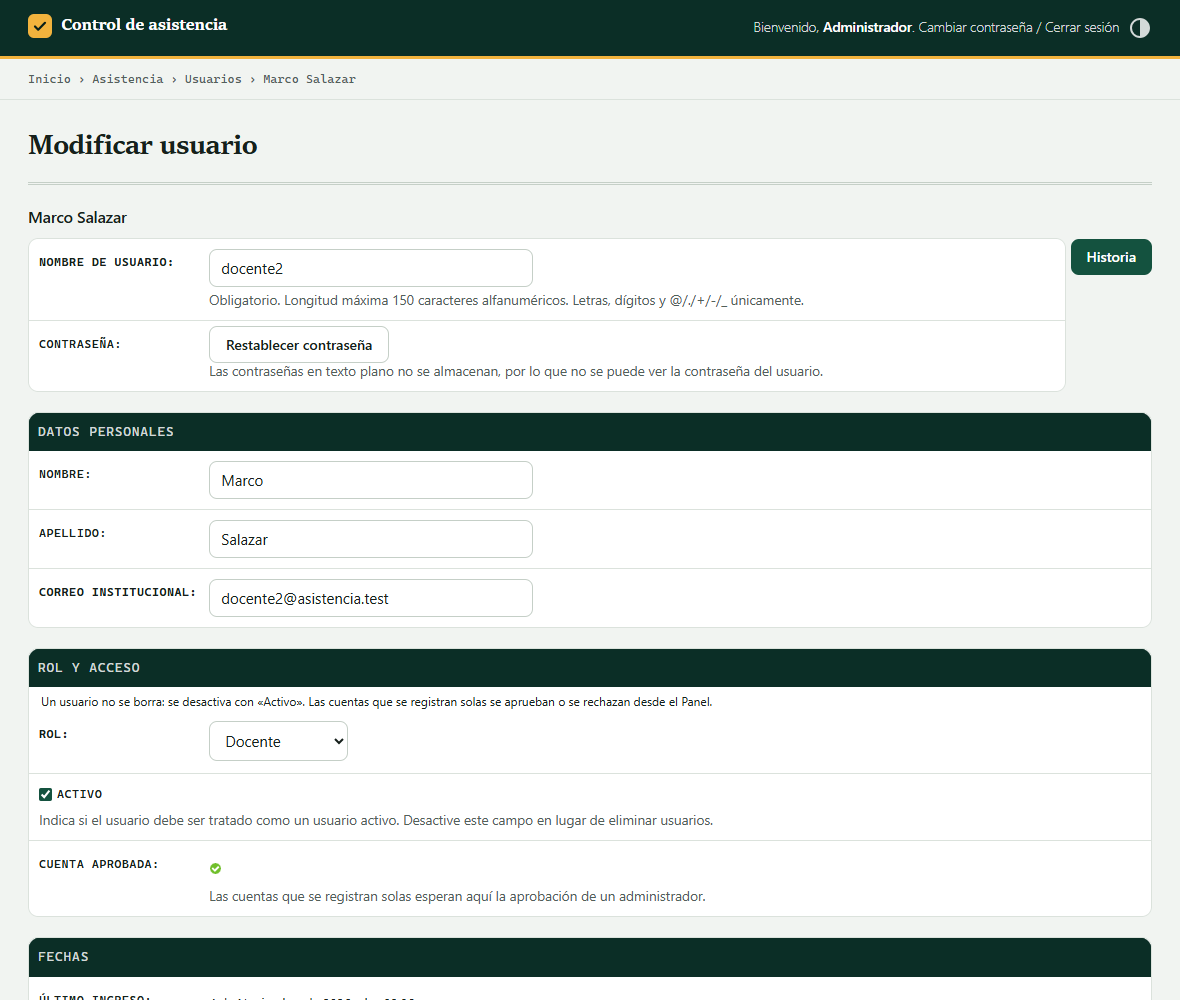 Control de asistencia
Bienvenido, Administrador. Cambiar contraseña / Cerrar sesión
Inicio › Asistencia › Usuarios › Marco Salazar
Modificar usuario
Marco Salazar
Historia
NOMBRE DE USUARIO:
docente2
Obligatorio. Longitud máxima 150 caracteres alfanuméricos. Letras, dígitos y @/./+/-/_ únicamente.
CONTRASEÑA:
Restablecer contraseña
Las contraseñas en texto plano no se almacenan, por lo que no se puede ver la contraseña del usuario.
DATOS PERSONALES
NOMBRE:
Marco
APELLIDO:
Salazar
CORREO INSTITUCIONAL:
docente2@asistencia.test
ROL Y ACCESO
Un usuario no se borra: se desactiva con «Activo». Las cuentas que se registran solas se aprueban o se rechazan desde el Panel.
ROL:
Docente
ACTIVO
Indica si el usuario debe ser tratado como un usuario activo. Desactive este campo en lugar de eliminar usuarios.
CUENTA APROBADA:
Las cuentas que se registran solas esperan aquí la aprobación de un administrador.
FECHAS
ÚLTIMO INGRESO: